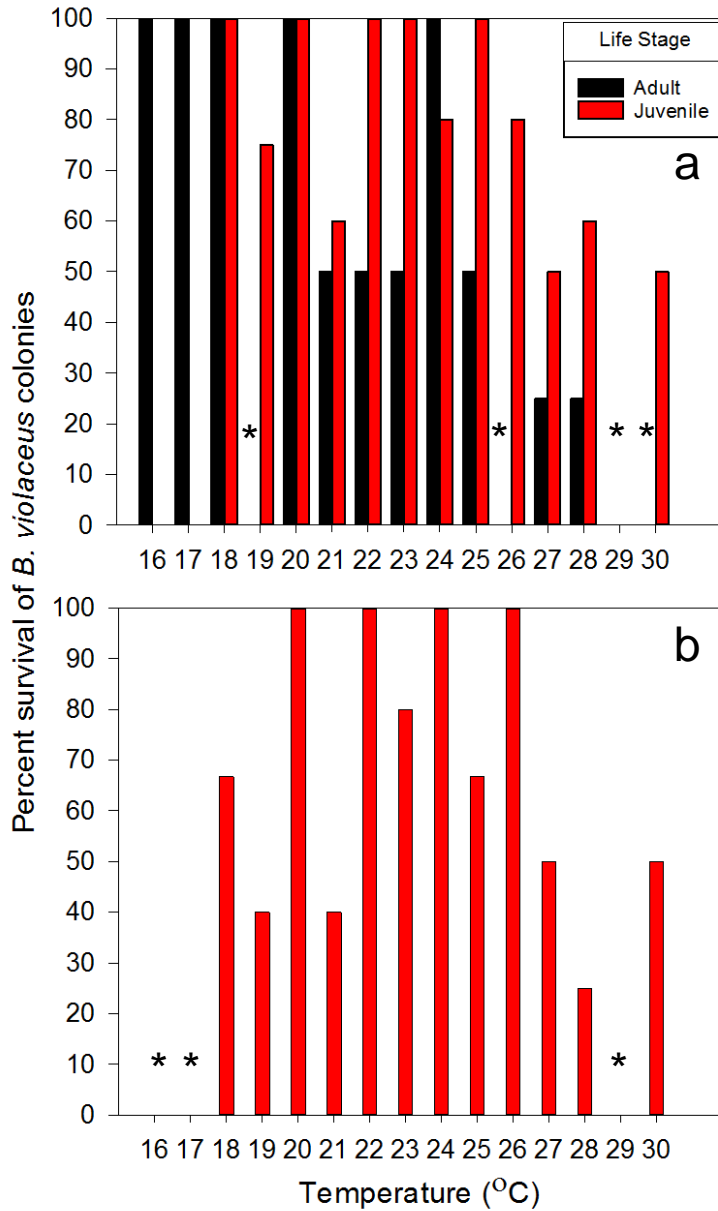 Percent survival of B. violaceus colonies
100
90
80
70
60
50
40
30
20
10
0
Life Stage
Adult
Juvenile
a
* * * *
16 17 18 19 20 21 22 23 24 25 26 27 28 29 30
100
90
80
70
60
50
40
30
20
10
0
b
* * *
16 17 18 19 20 21 22 23 24 25 26 27 28 29 30
Temperature (°C)